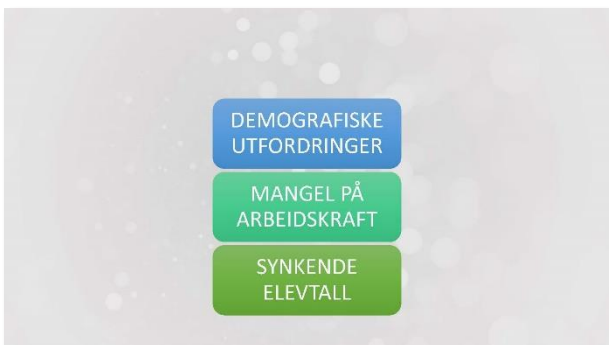 DEMOGRAFISKE
UTFORDRINGER
MANGEL PÅ
ARBEIDSKRAFT
SYNKENDE
ELEVTALL